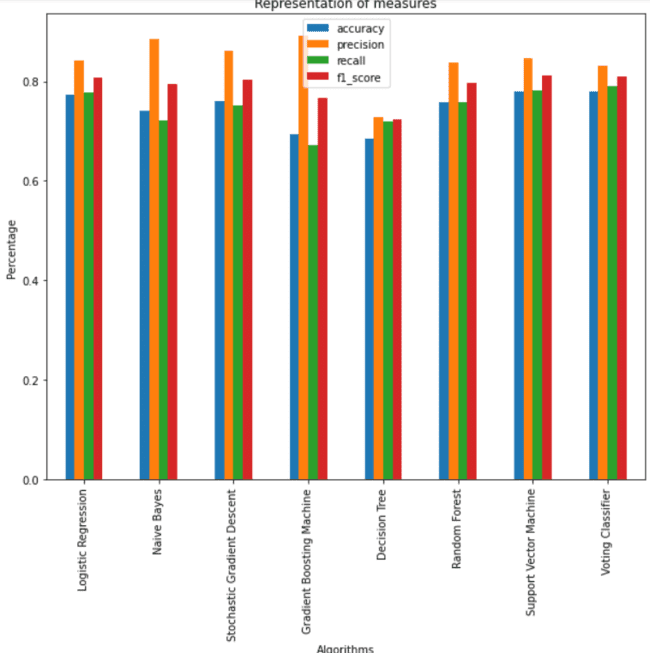 Representation of measures
accuracy
precision
recall
f1_score
Percentage
0.8
0.6
0.4
0.2
0.0
Logistic Regression
Naive Bayes
Stochastic Gradient Descent
Gradient Boosting Machine
Decision Tree
Random Forest
Support Vector Machine
Voting Classifier
Algorithms